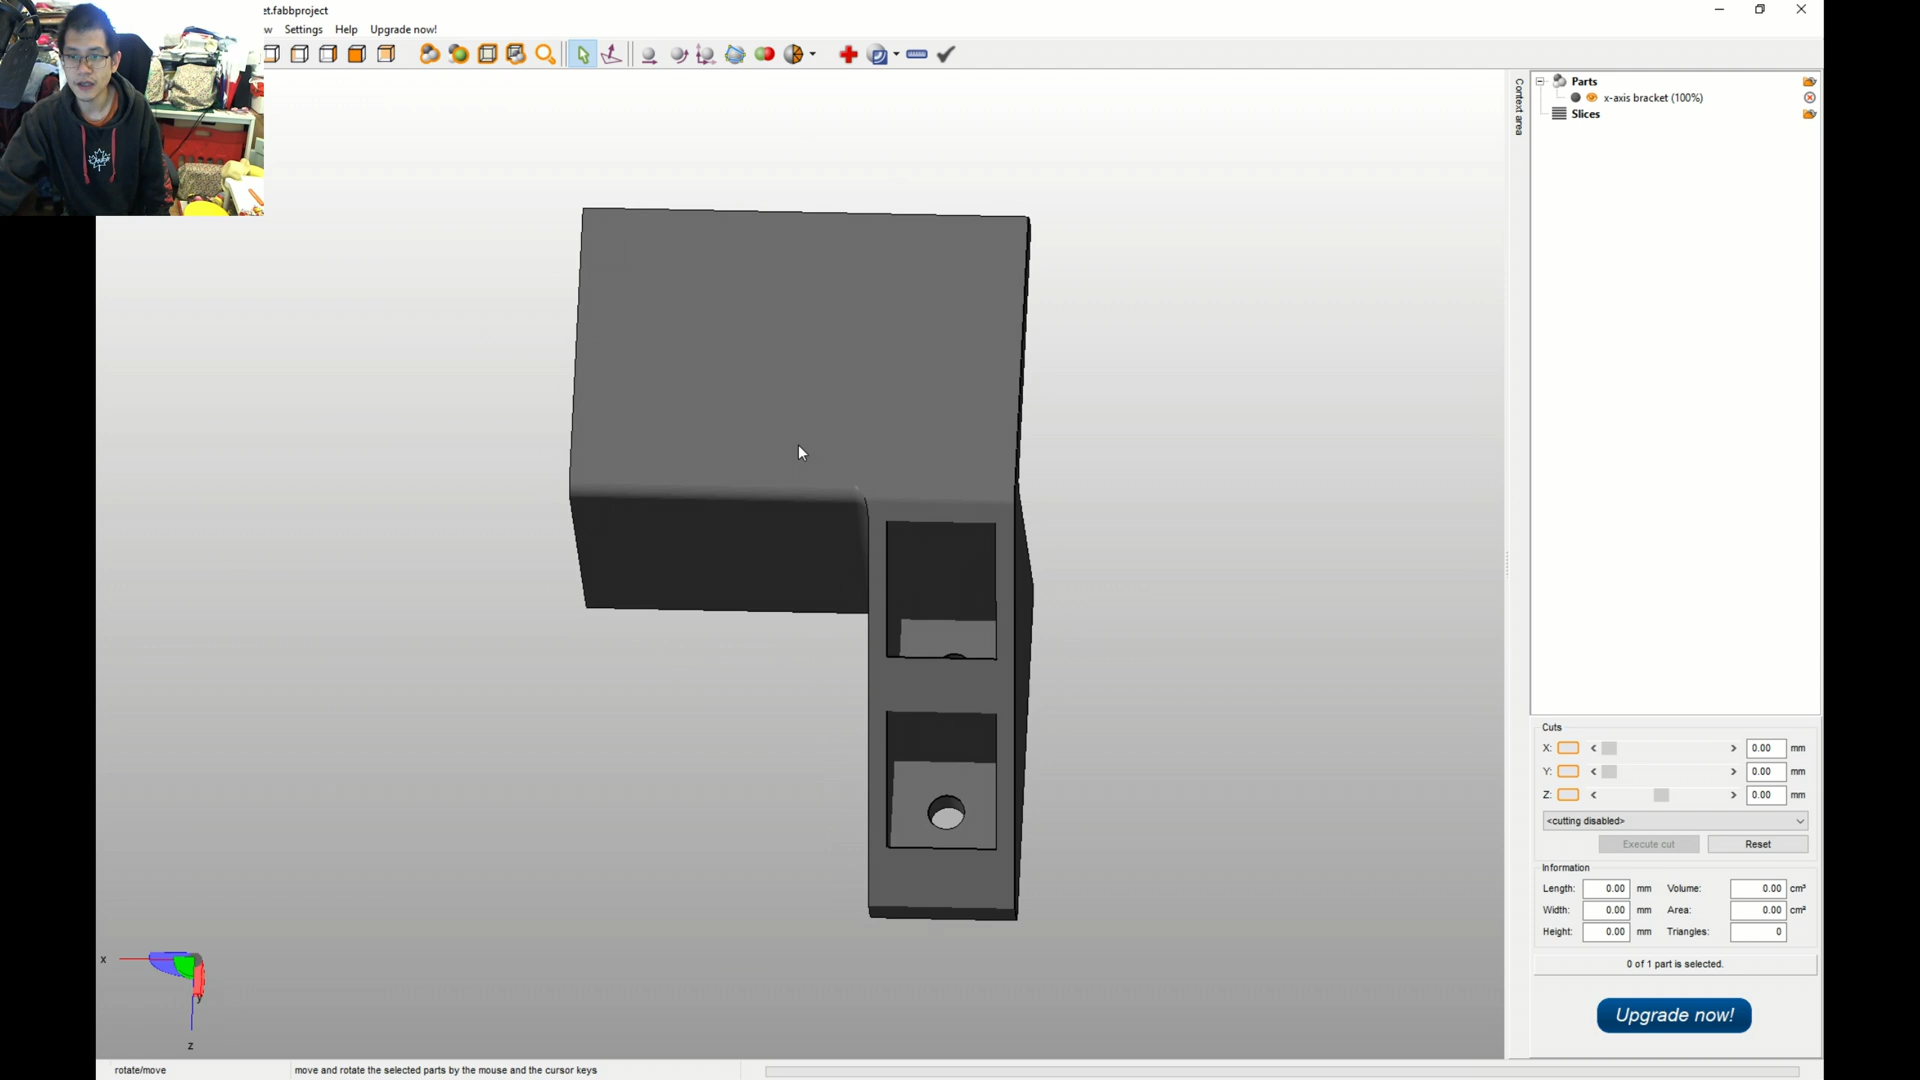 et.fabbproject
w Settings Help Upgrade now!
Context area
Parts
x-axis bracket (100%)
Slices
Cuts
X: < > 0.00 mm
Y: < > 0.00 mm
Z: < > 0.00 mm
<cutting disabled>
Execute cut Reset
Information
Length: 0.00 mm Volume: 0.00 cm³
Width: 0.00 mm Area: 0.00 cm²
Height: 0.00 mm Triangles: 0
0 of 1 part is selected.
Upgrade now!
x
y
z
rotate/move move and rotate the selected parts by the mouse and the cursor keys